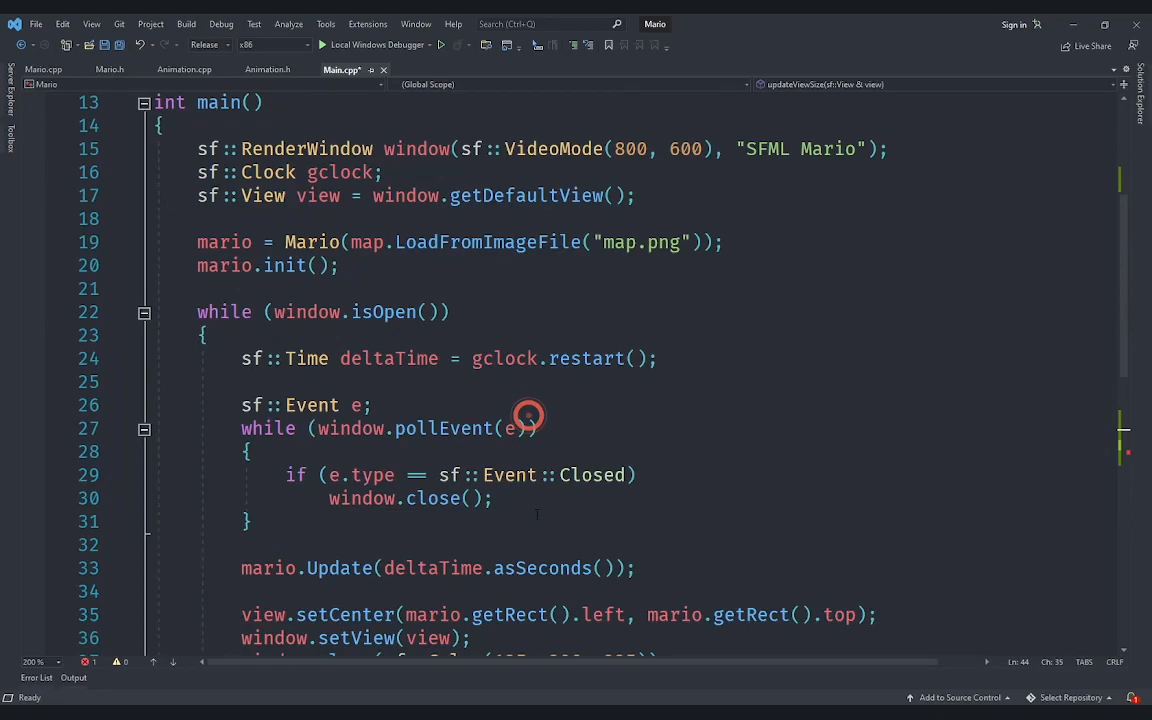 File Edit View Git Project Build Debug Test Analyze Tools Extensions Window Help Search (Ctrl+Q) Mario Sign in
Release x86 Local Windows Debugger Live Share
Mario.cpp Mario.h Animation.cpp Animation.h Main.cpp*
Mario (Global Scope) updateViewSize(sf::View & view)
Server Explorer
Toolbox
Solution Explorer
13 int main()
14 {
15 sf::RenderWindow window(sf::VideoMode(800, 600), "SFML Mario");
16 sf::Clock gclock;
17 sf::View view = window.getDefaultView();
18
19 mario = Mario(map.LoadFromImageFile("map.png"));
20 mario.init();
21
22 while (window.isOpen())
23 {
24 sf::Time deltaTime = gclock.restart();
25
26 sf::Event e;
27 while (window.pollEvent(e))
28 {
29 if (e.type == sf::Event::Closed)
30 window.close();
31 }
32
33 mario.Update(deltaTime.asSeconds());
34
35 view.setCenter(mario.getRect().left, mario.getRect().top);
36 window.setView(view);
200 % 1 0 Ln: 44 Ch: 35 TABS CRLF
Error List Output
Ready Add to Source Control Select Repository 1